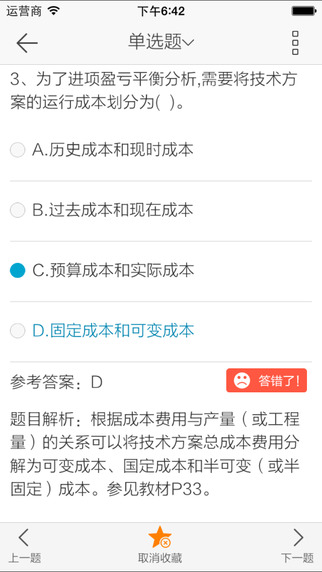 运营商 下午6:42
单选题
3、为了进项盈亏平衡分析,需要将技术方
案的运行成本划分为( )。
A.历史成本和现时成本
B.过去成本和现在成本
C.预算成本和实际成本
D.固定成本和可变成本
参考答案：D 答错了!
题目解析：根据成本费用与产量（或工程
量）的关系可以将技术方案总成本费用分
解为可变成本、国定成本和半可变（或半
固定）成本。参见教材P33。
上一题 取消收藏 下一题